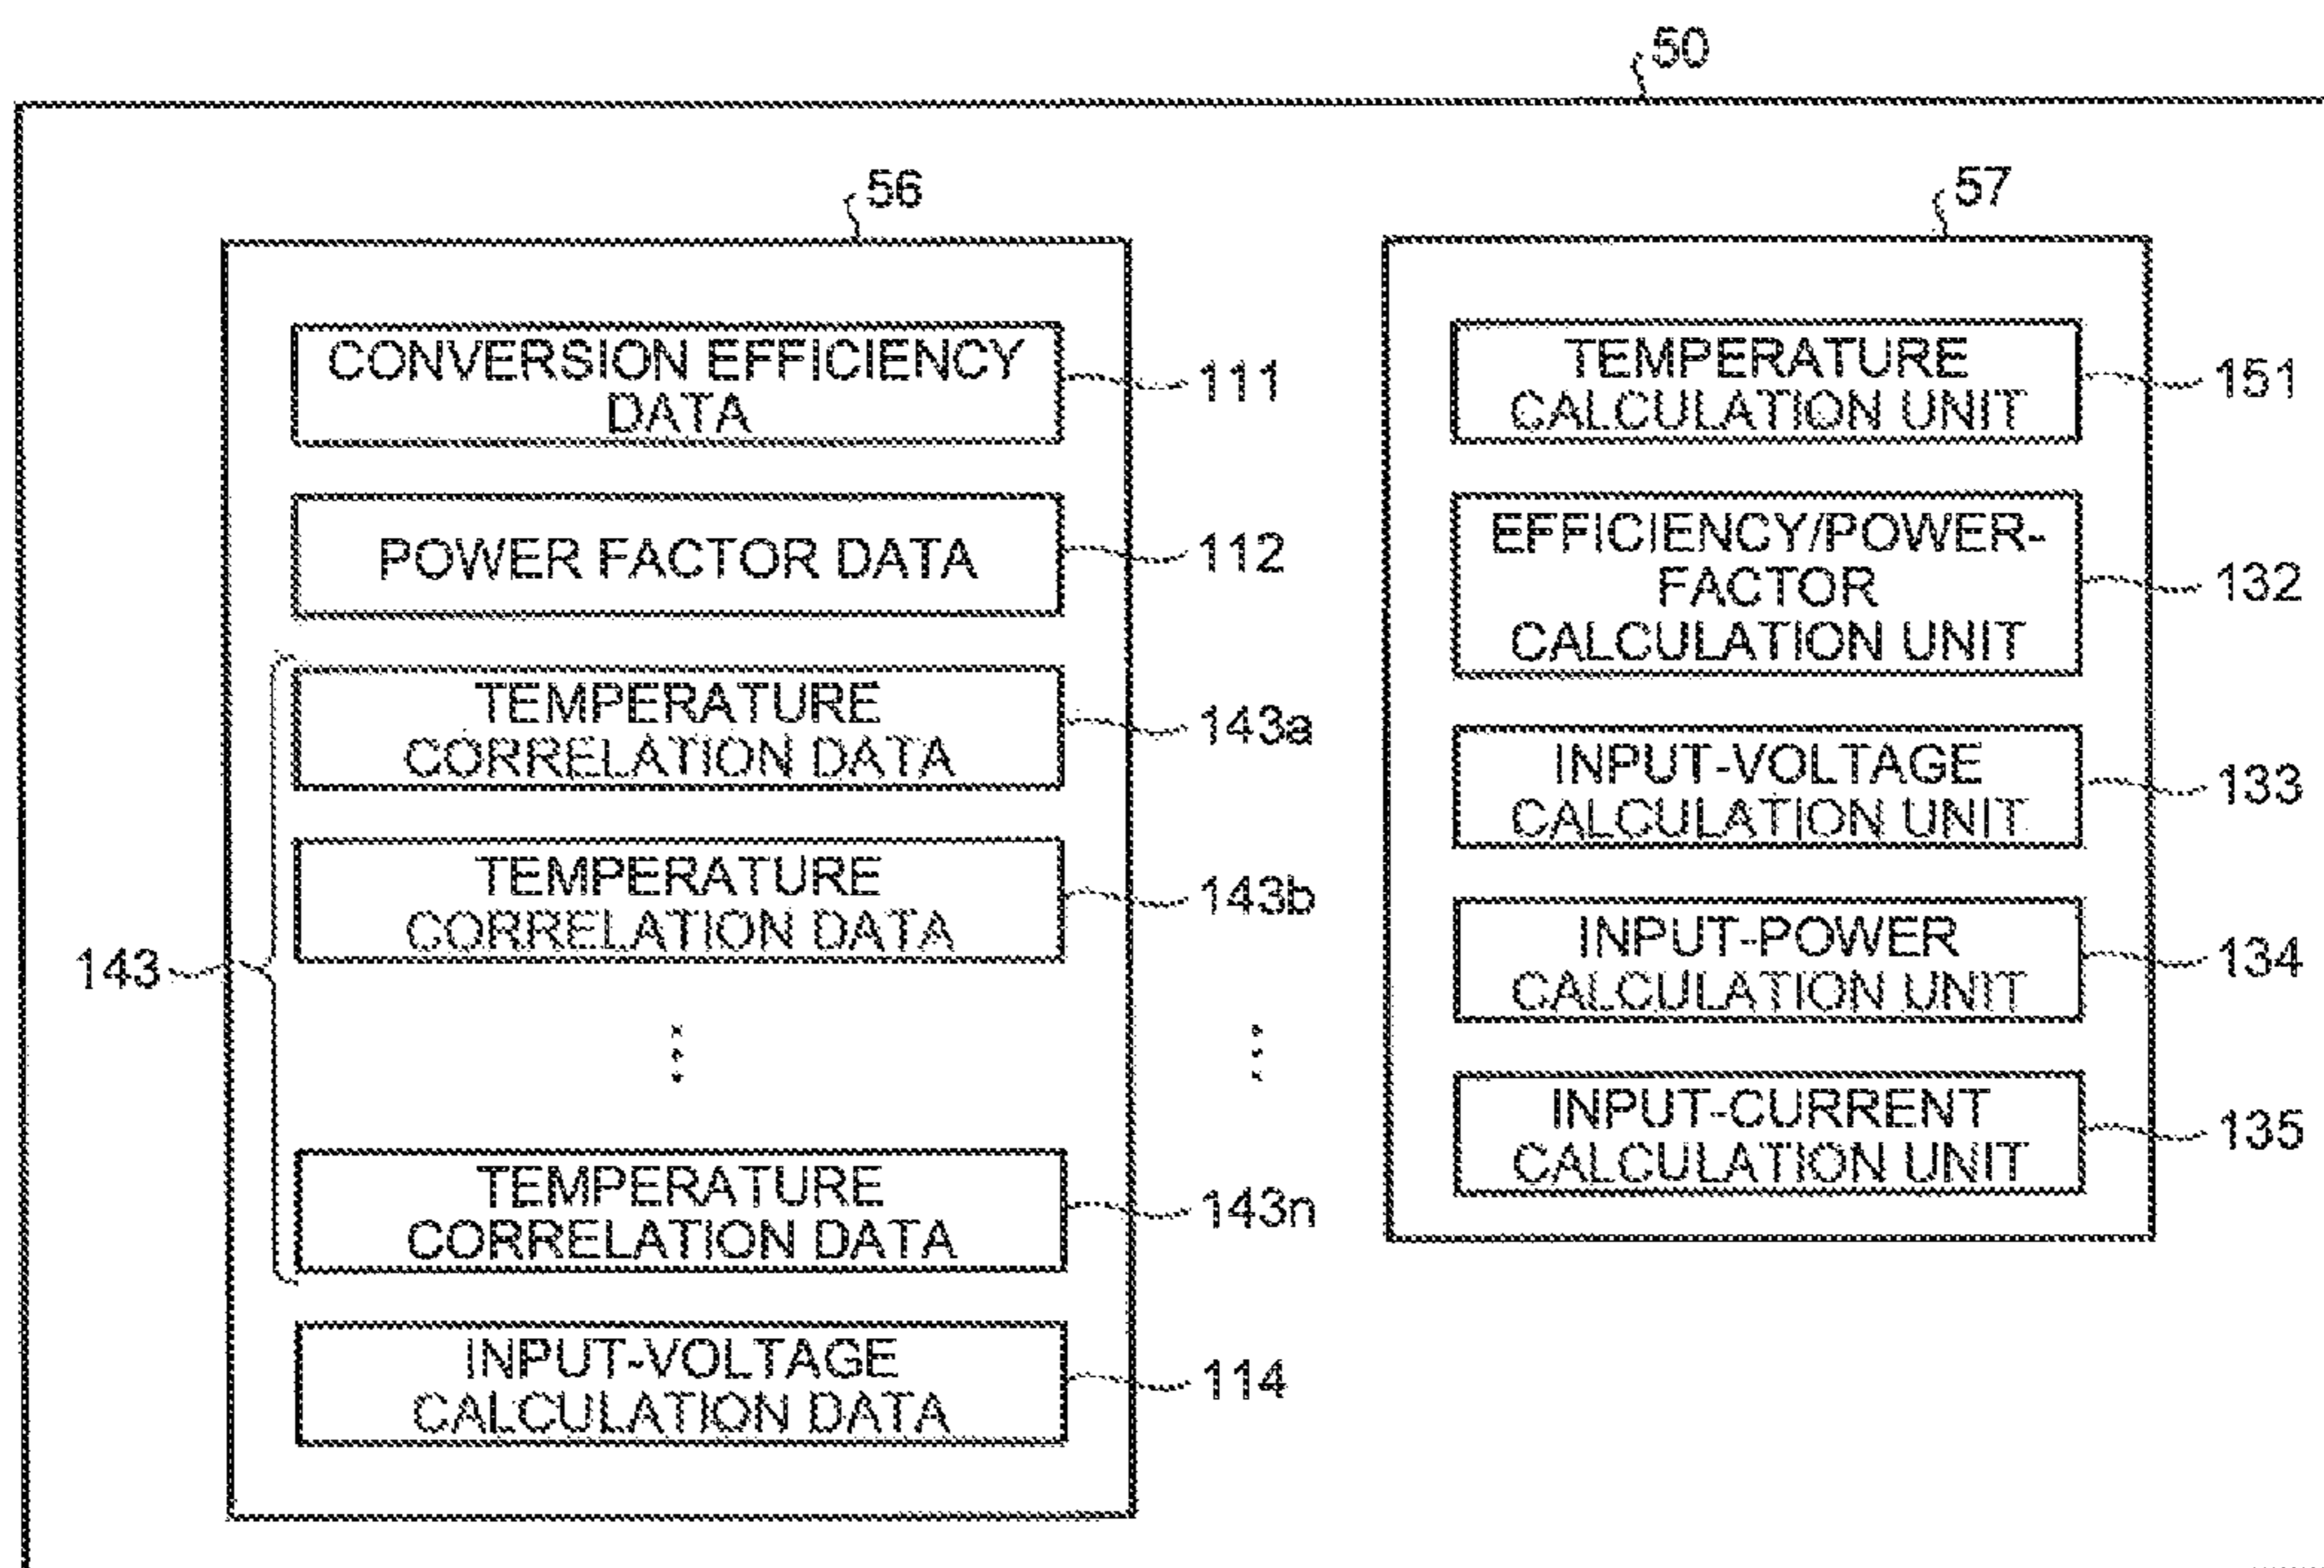 50
56
CONVERSION EFFICIENCY
DATA
111
POWER FACTOR DATA
112
143
TEMPERATURE
CORRELATION DATA
143a
TEMPERATURE
CORRELATION DATA
143b
TEMPERATURE
CORRELATION DATA
143n
INPUT-VOLTAGE
CALCULATION DATA
114
57
TEMPERATURE
CALCULATION UNIT
151
EFFICIENCY/POWER-
FACTOR
CALCULATION UNIT
132
INPUT-VOLTAGE
CALCULATION UNIT
133
INPUT-POWER
CALCULATION UNIT
134
INPUT-CURRENT
CALCULATION UNIT
135